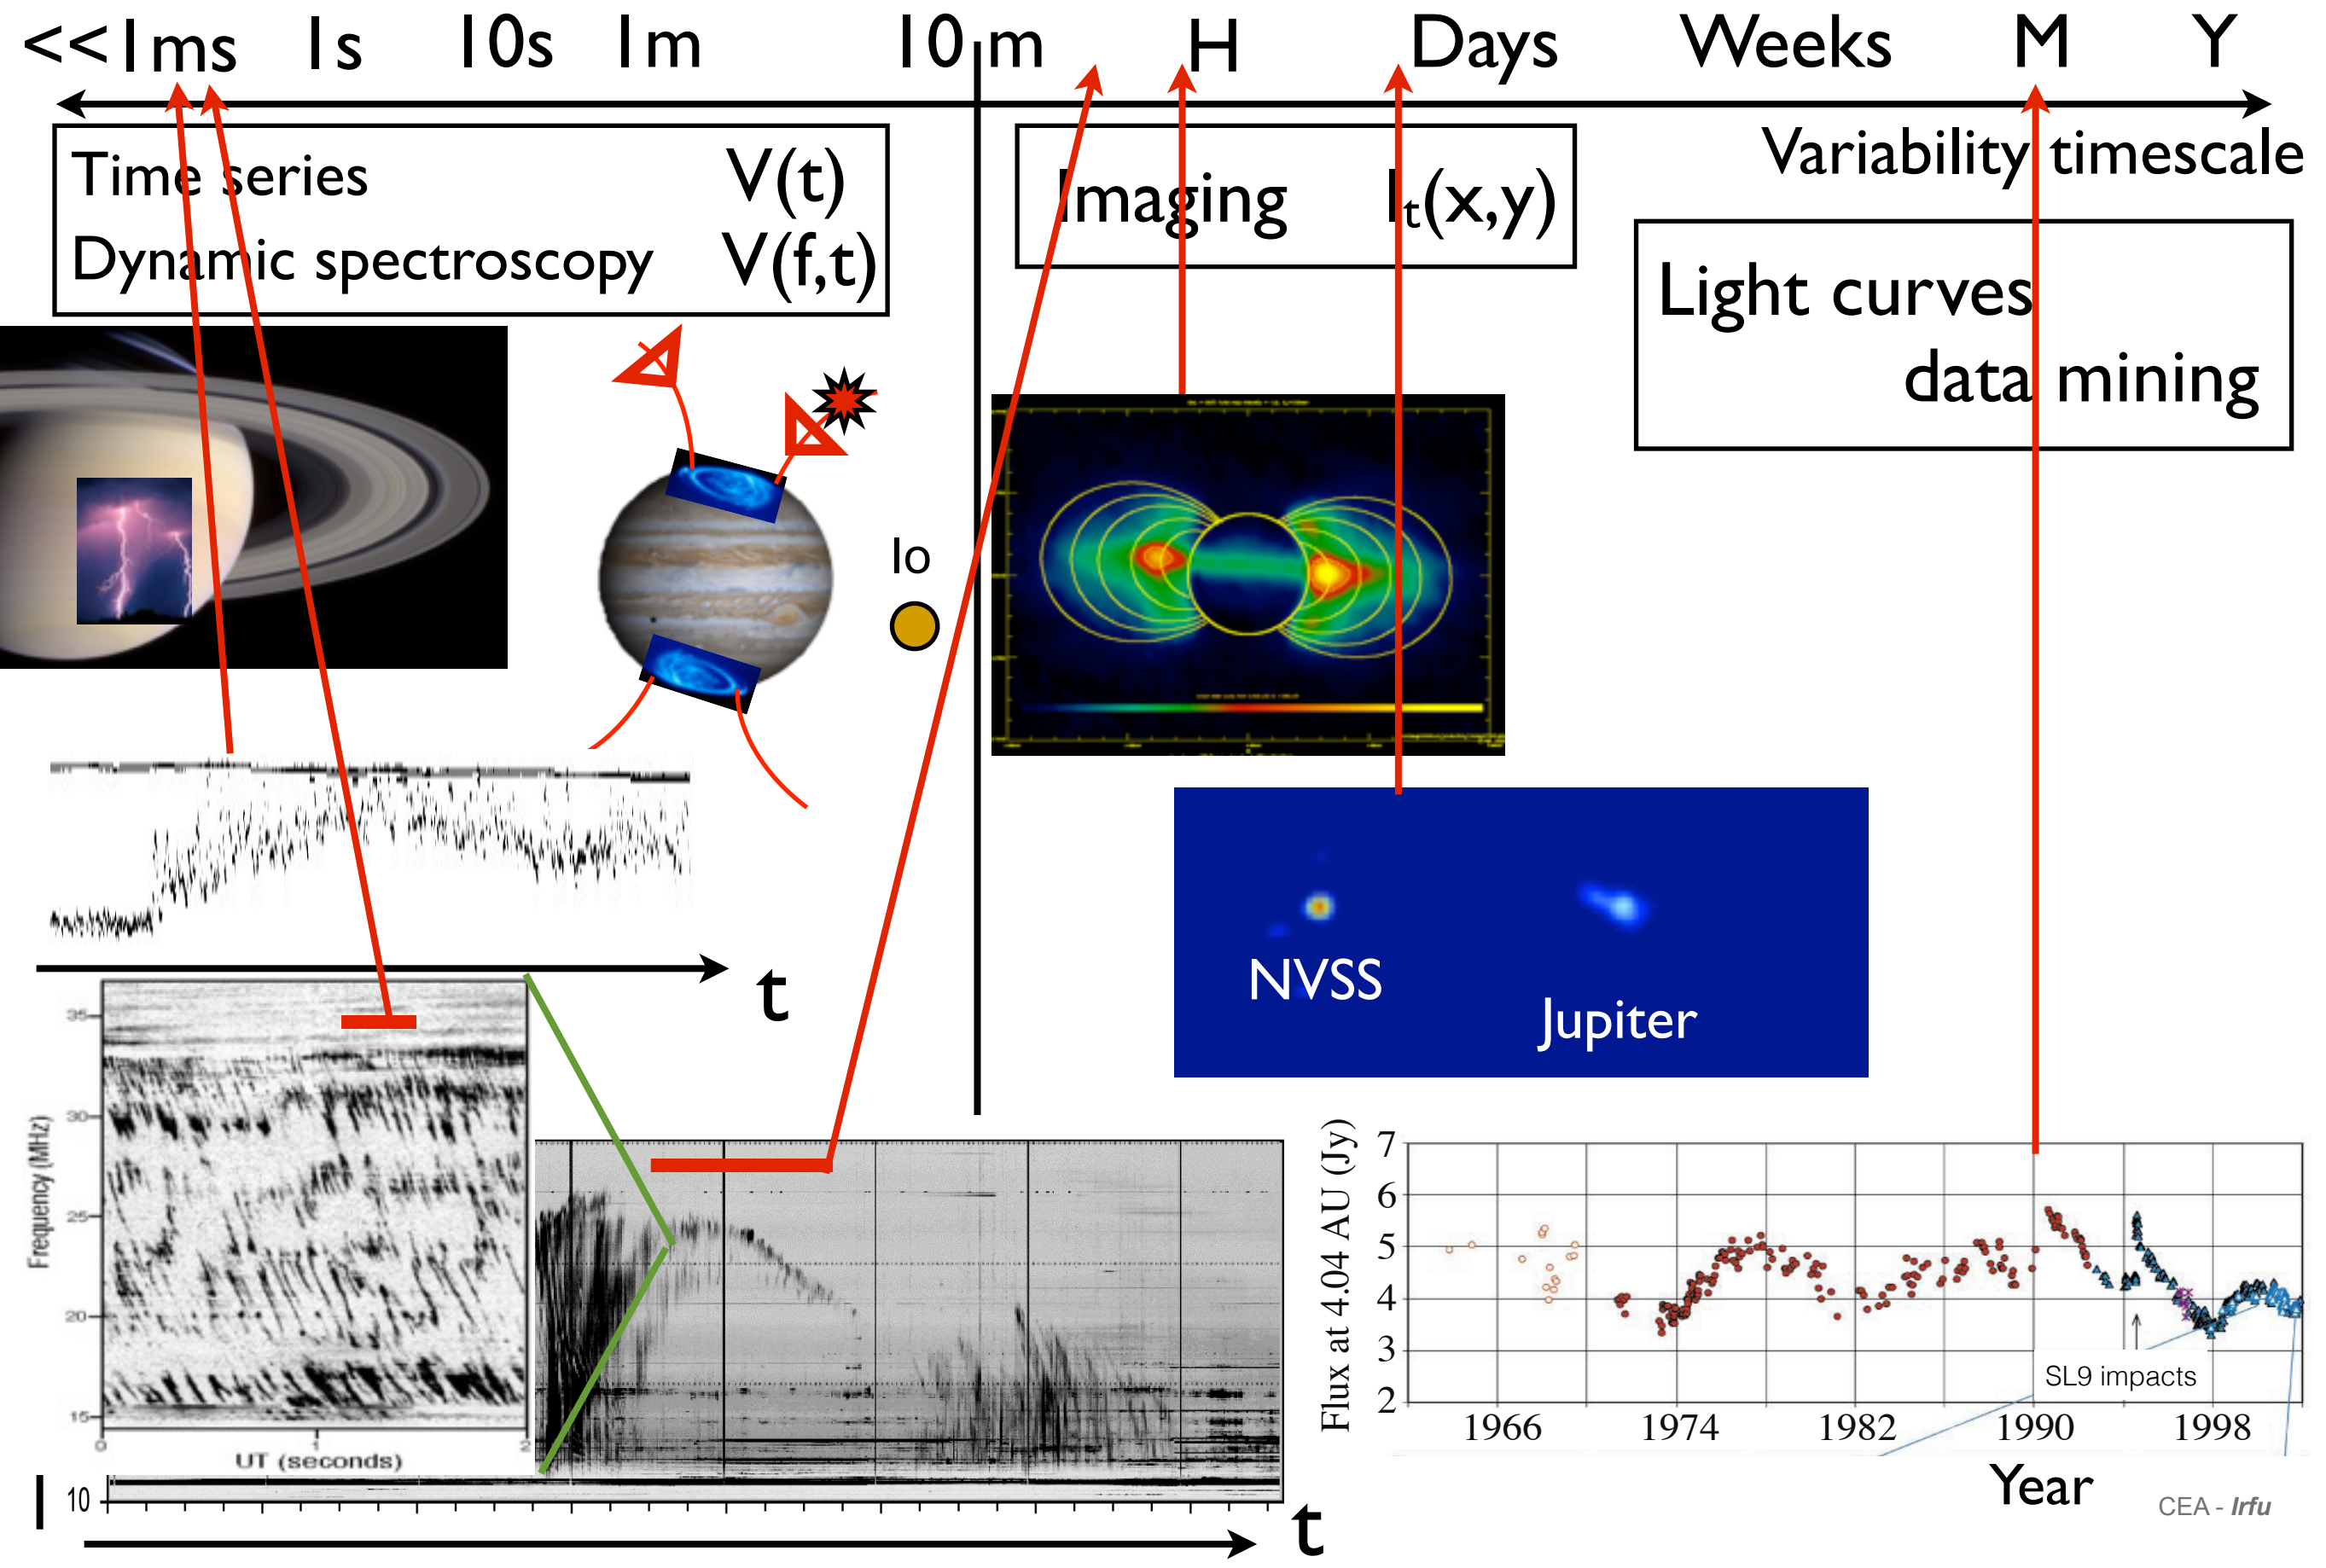 <<1ms 1s 10s 1m 10 m H Days Weeks M Y
Variability timescale
Time series V(t)
Dynamic spectroscopy V(f,t)
Imaging It(x,y)
Light curves
data mining
Io
t
NVSS
Jupiter
Frequency (MHz)
35
30
25
20
15
0 1 2
UT (seconds)
10
t
Flux at 4.04 AU (Jy)
7
6
5
4
3
2
SL9 impacts
1966 1974 1982 1990 1998
Year
CEA - Irfu